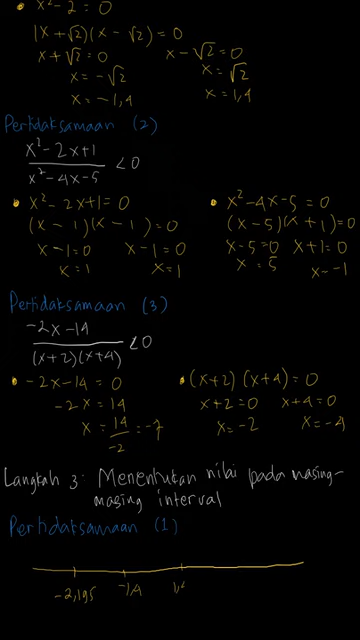 • x² - 2 = 0
(x + √2) (x - √2) = 0
x + √2 = 0    x - √2 = 0
x = -√2    x = √2
x = -1,4    x = 1,4
Pertidaksamaan (2)
x² - 2x + 1
x² - 4x - 5 < 0
• x² - 2x + 1 = 0
(x - 1)(x - 1) = 0
x - 1 = 0    x - 1 = 0
x = 1    x = 1
• x² - 4x - 5 = 0
(x - 5)(x + 1) = 0
x - 5 = 0    x + 1 = 0
x = 5    x = -1
Pertidaksamaan (3)
-2x - 14
(x+2)(x+4) < 0
• -2x - 14 = 0
-2x = 14
x = 14/-2 = -7
• (x+2) (x+4) = 0
x + 2 = 0    x + 4 = 0
x = -2    x = -4
Langkah 3: Menentukan nilai pada masing-
masing interval
Pertidaksamaan (1)
-2,195    -1,4